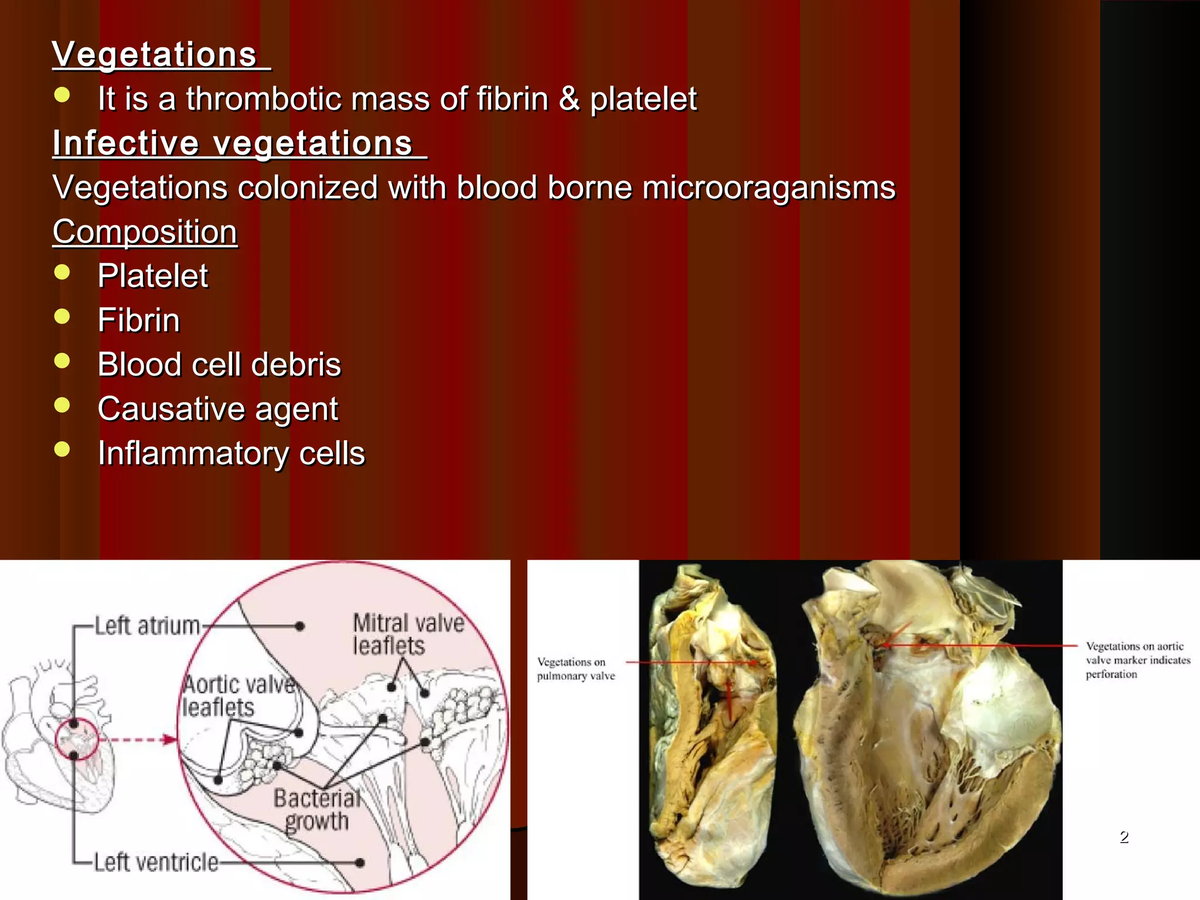 Vegetations
It is a thrombotic mass of fibrin & platelet
Infective vegetations
Vegetations colonized with blood borne microoraganisms
Composition
Platelet
Fibrin
Blood cell debris
Causative agent
Inflammatory cells
Left atrium
Mitral valve
leaflets
Aortic valve
leaflets
Bacterial
growth
Left ventricle
Vegetations on
pulmonary valve
Vegetations on aortic
valve marker indicates
perforation
2